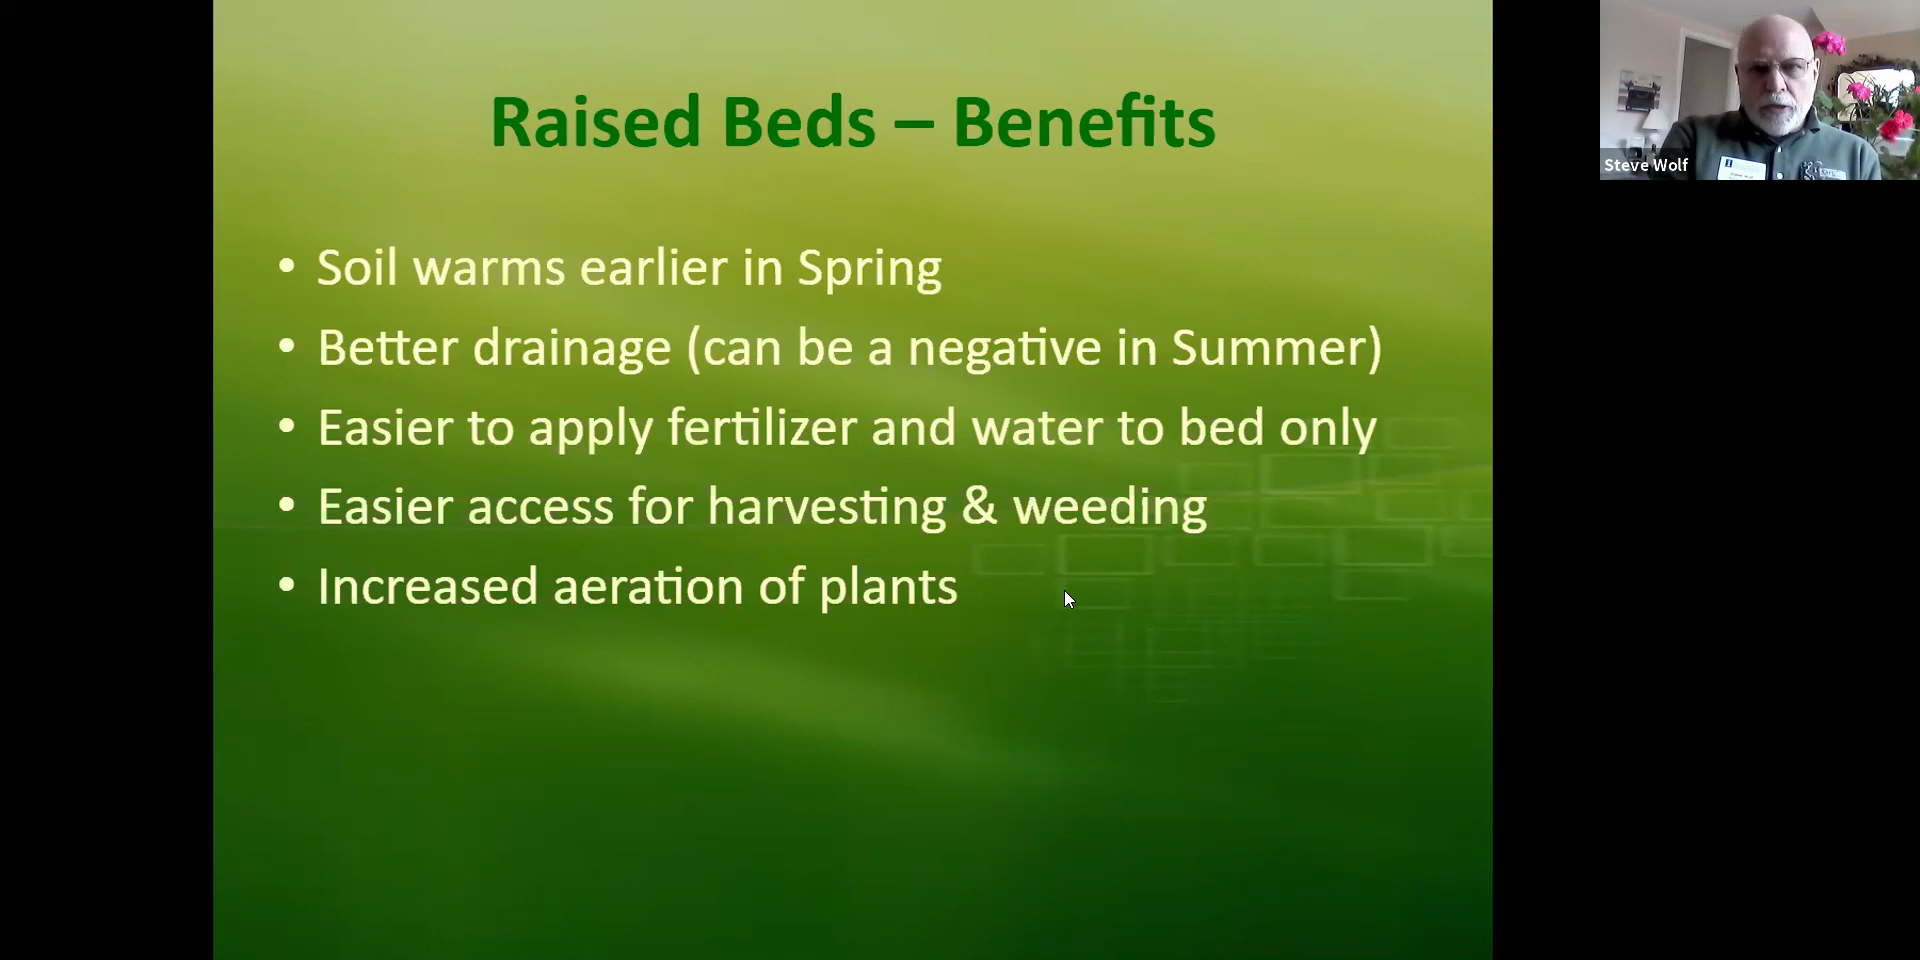 Raised Beds – Benefits
• Soil warms earlier in Spring
• Better drainage (can be a negative in Summer)
• Easier to apply fertilizer and water to bed only
• Easier access for harvesting & weeding
• Increased aeration of plants
Steve Wolf